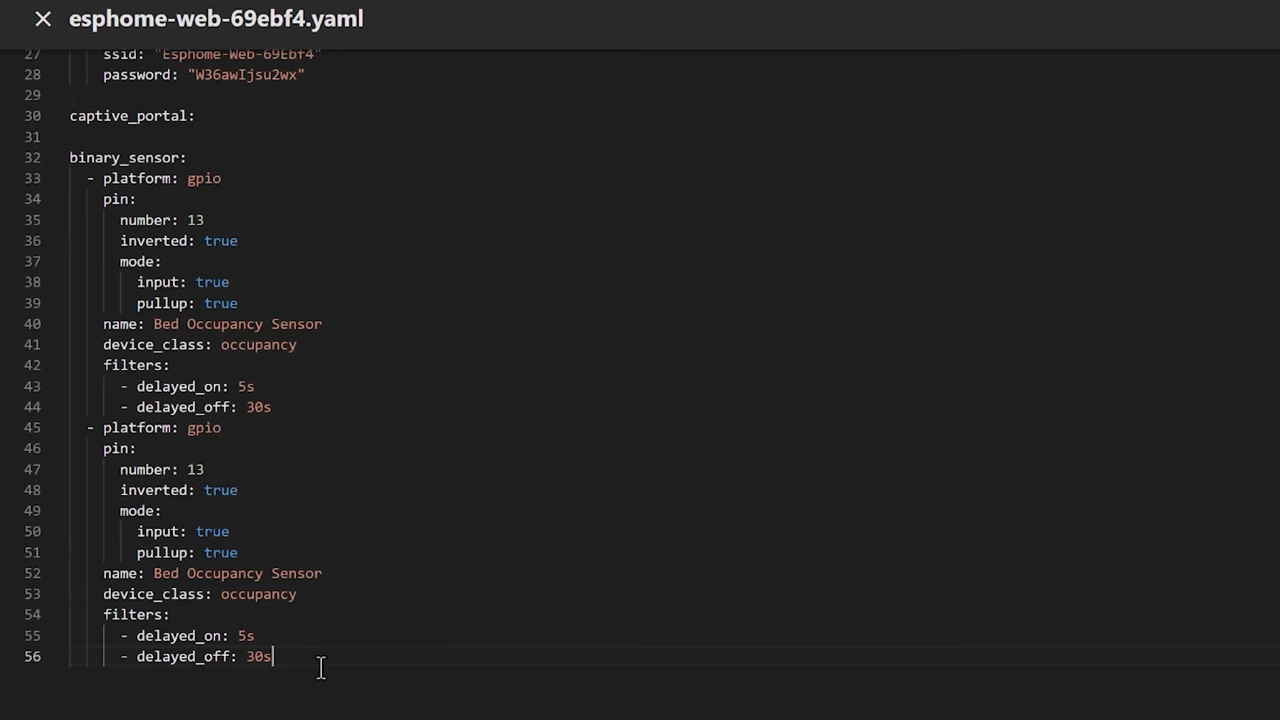 esphome-web-69ebf4.yaml
27 ssid: "Esphome-Web-69Ebf4"
28 password: "W36awIjsu2wx"
29
30 captive_portal:
31
32 binary_sensor:
33 - platform: gpio
34 pin:
35 number: 13
36 inverted: true
37 mode:
38 input: true
39 pullup: true
40 name: Bed Occupancy Sensor
41 device_class: occupancy
42 filters:
43 - delayed_on: 5s
44 - delayed_off: 30s
45 - platform: gpio
46 pin:
47 number: 13
48 inverted: true
49 mode:
50 input: true
51 pullup: true
52 name: Bed Occupancy Sensor
53 device_class: occupancy
54 filters:
55 - delayed_on: 5s
56 - delayed_off: 30s